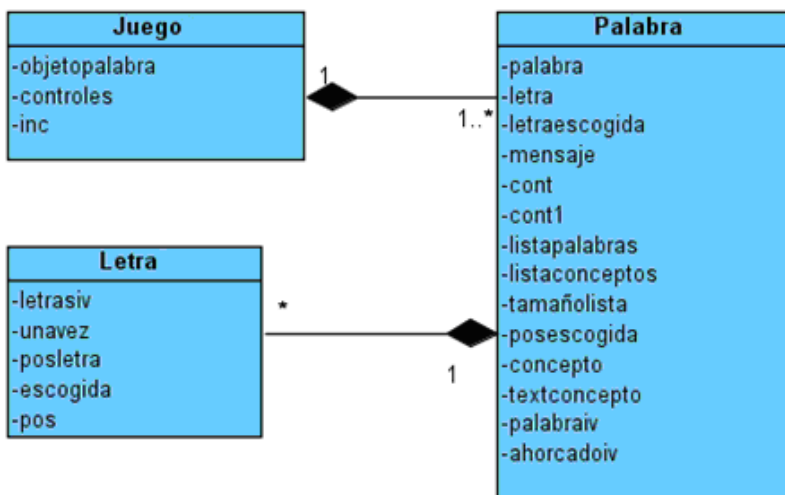 Juego
-objetopalabra
-controles
-inc
1
1..*
Palabra
-palabra
-letra
-letraescogida
-mensaje
-cont
-cont1
-listapalabras
-listaconceptos
-tamañolista
-posescogida
-concepto
-textconcepto
-palabraiv
-ahorcadoiv
Letra
-letrasiv
-unavez
-posletra
-escogida
-pos
*
1